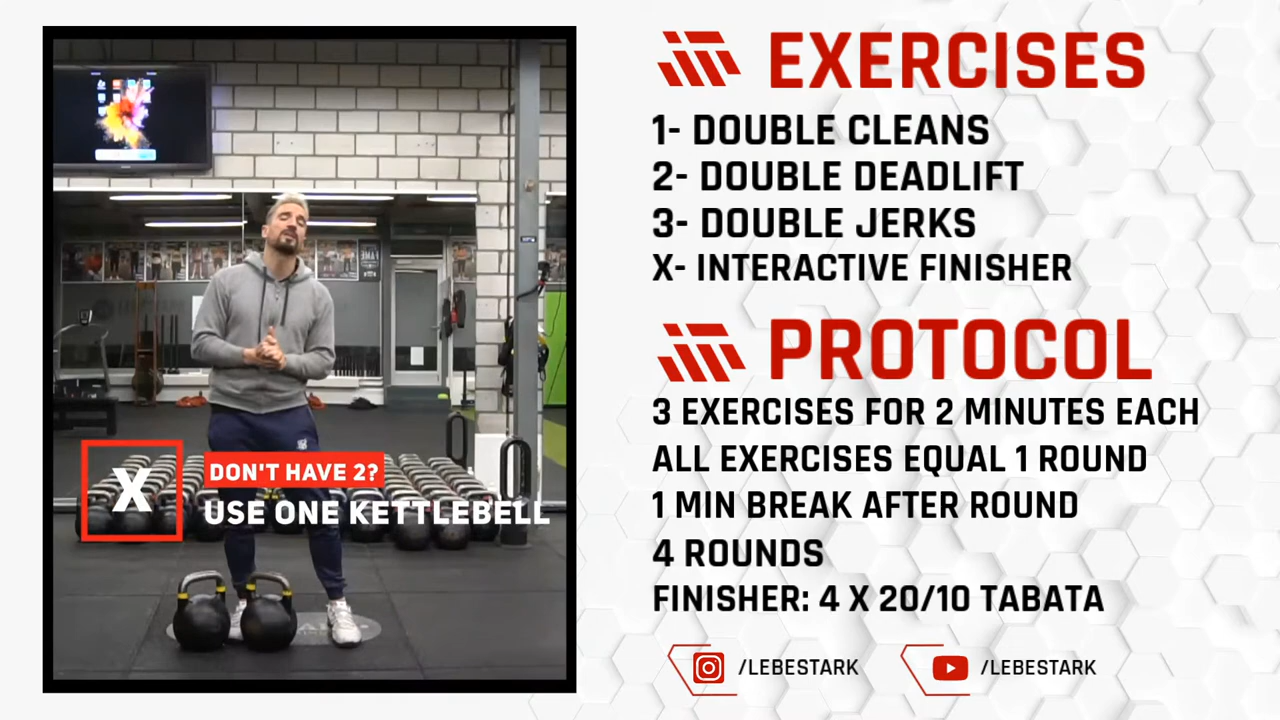 EXERCISES
1- DOUBLE CLEANS
2- DOUBLE DEADLIFT
3- DOUBLE JERKS
X- INTERACTIVE FINISHER
PROTOCOL
3 EXERCISES FOR 2 MINUTES EACH
ALL EXERCISES EQUAL 1 ROUND
1 MIN BREAK AFTER ROUND
4 ROUNDS
FINISHER: 4 X 20/10 TABATA
/LEBESTARK /LEBESTARK
X
DON'T HAVE 2?
USE ONE KETTLEBELL